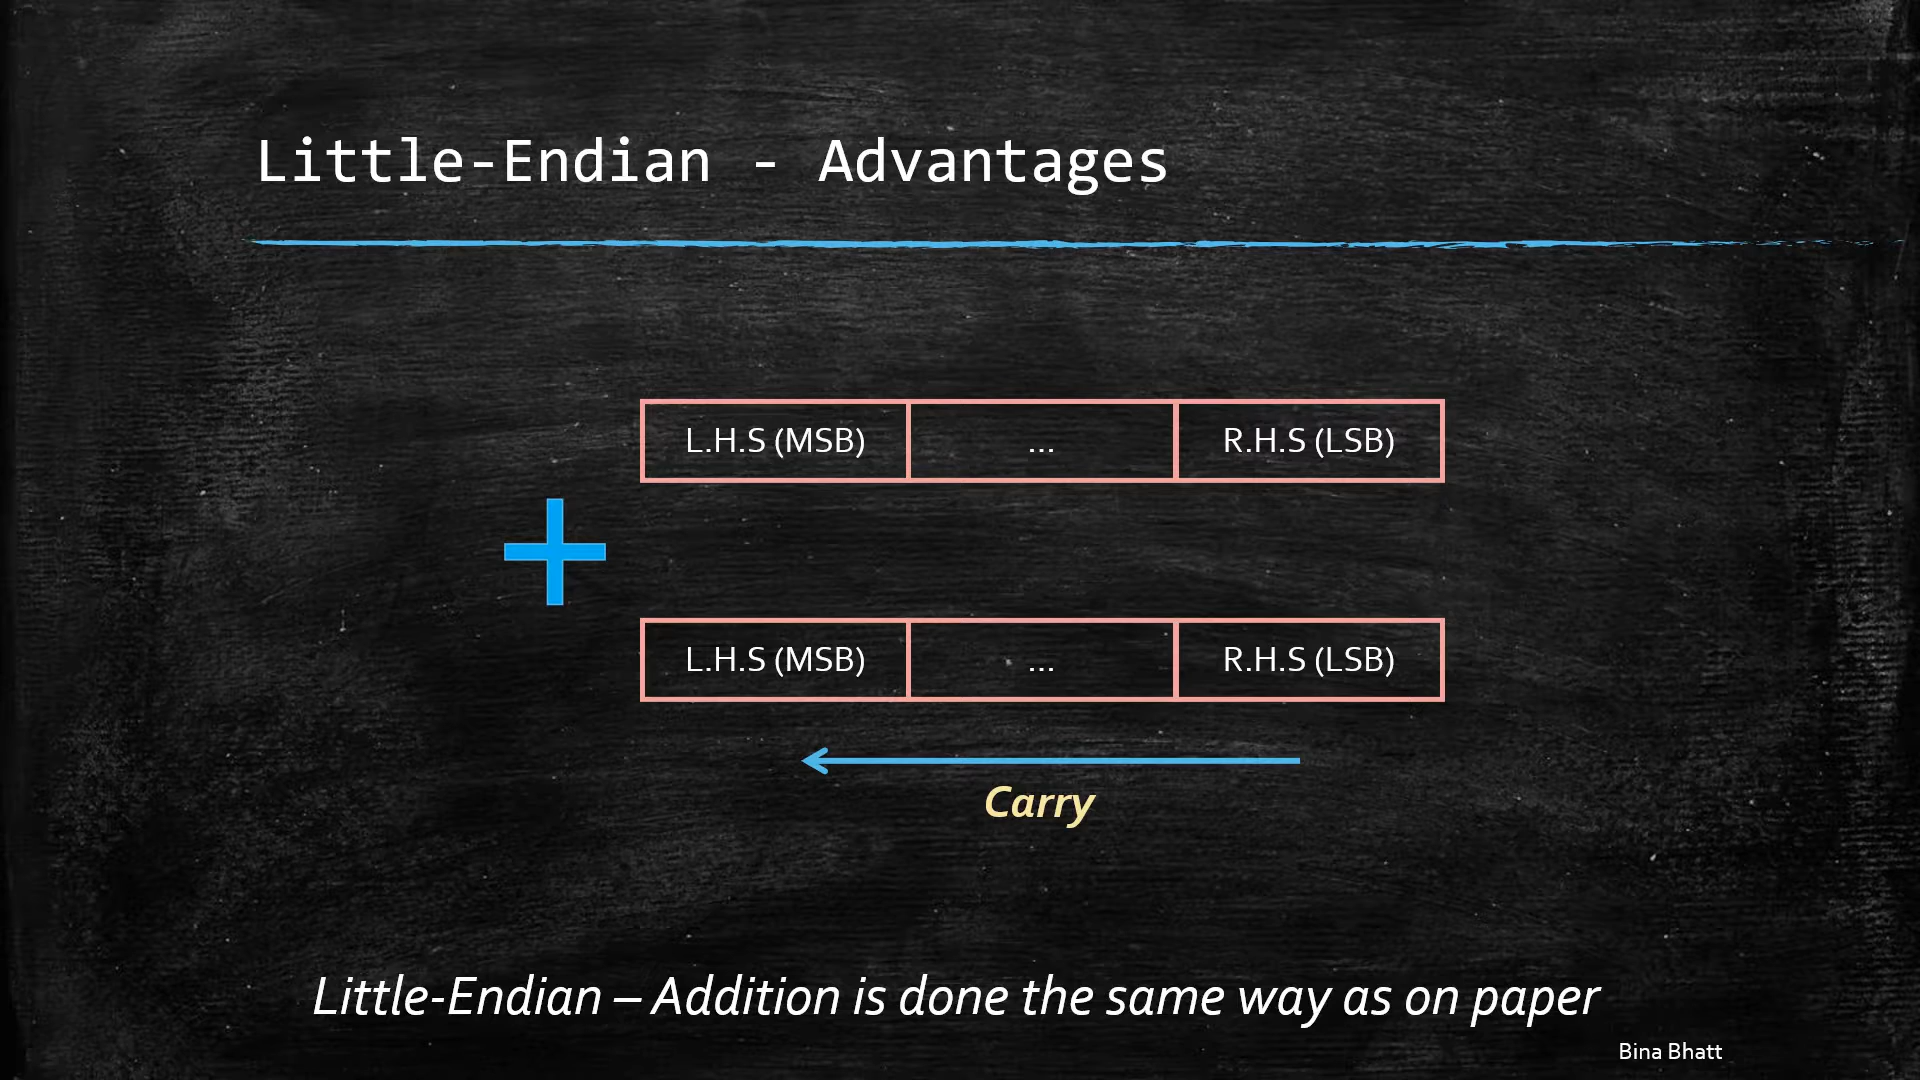 Little-Endian - Advantages
L.H.S (MSB) ... R.H.S (LSB)
+
L.H.S (MSB) ... R.H.S (LSB)
Carry
Little-Endian – Addition is done the same way as on paper
Bina Bhatt